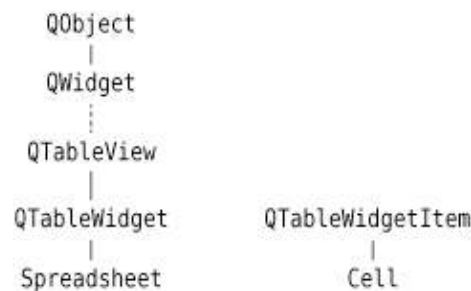 QObject
QWidget
QTableView
QTableWidget QTableWidgetItem
Spreadsheet Cell